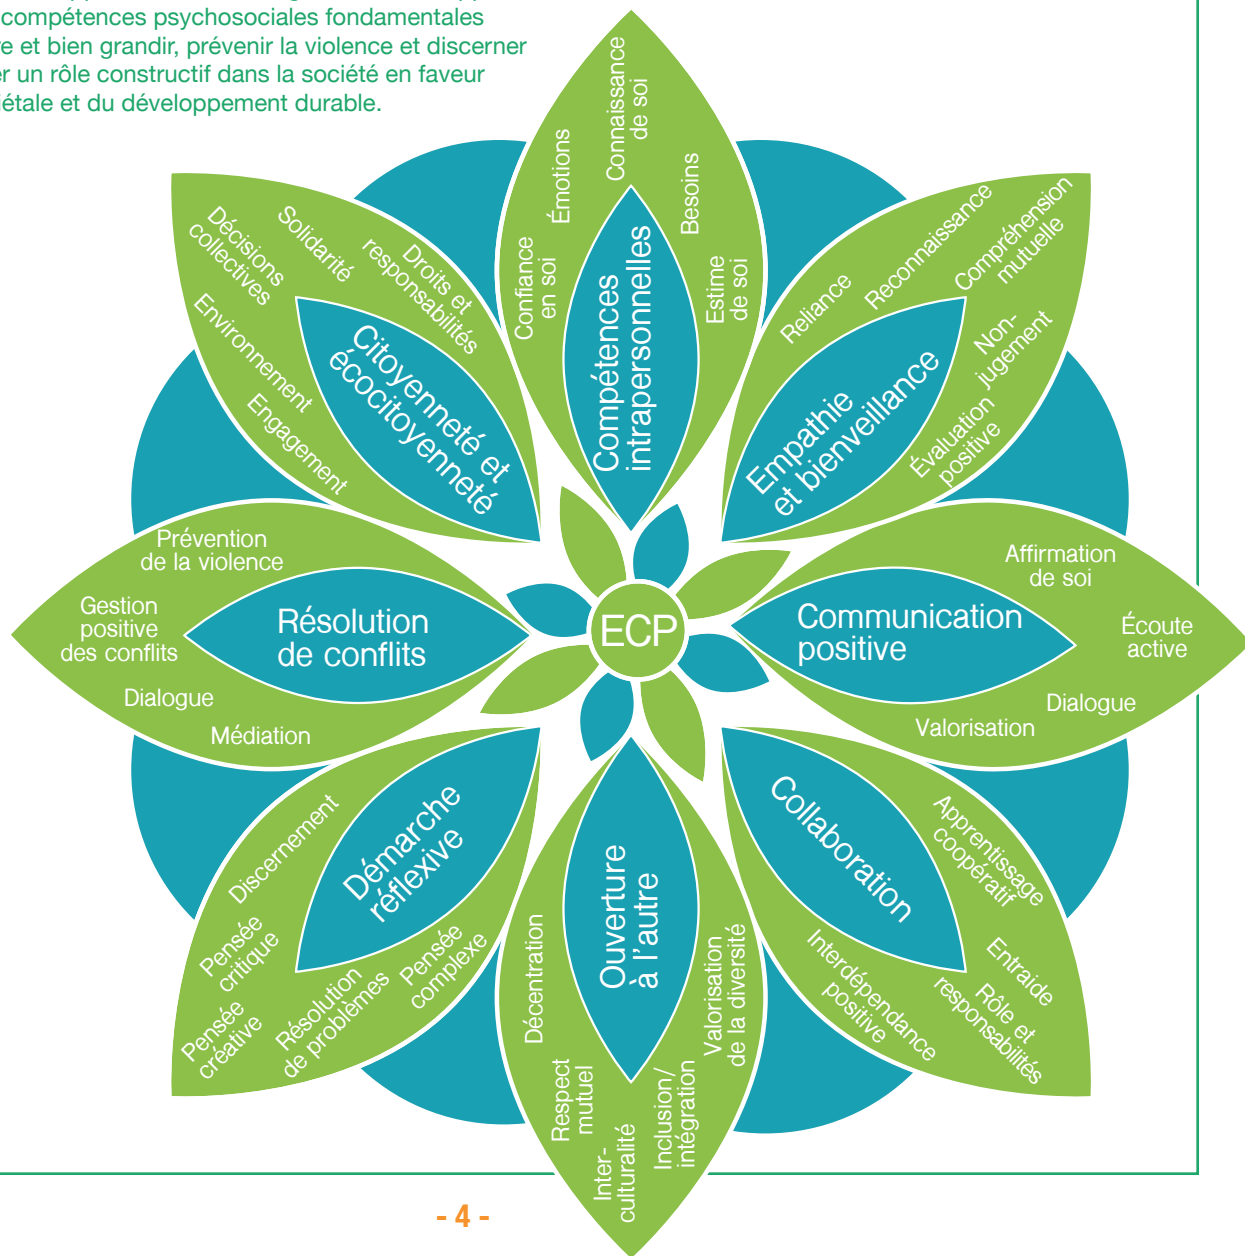 compétences psychosociales fondamentales
et bien grandir, prévenir la violence et discerner
un rôle constructif dans la société en faveur
et du développement durable.
Connaissance
de soi
Émotions
Besoins
Confiance
en soi
Estime
de soi
Compétences
intrapersonnelles
Reliance
Reconnaissance
Compréhension
mutuelle
Non-
jugement
Évaluation
positive
Empathie
et bienveillance
Affirmation
de soi
Écoute
active
Dialogue
Valorisation
Communication
positive
Apprentissage
coopératif
Entraide
Rôle et
responsabilités
Interdépendance
positive
Collaboration
Valorisation
de la diversité
Inclusion/
intégration
Inter-
culturalité
Respect
mutuel
Décentration
Ouverture
à l'autre
Pensée
complexe
Résolution
de problèmes
Pensée
créative
Pensée
critique
Discernement
Démarche
réflexive
Médiation
Dialogue
Gestion
positive
des conflits
Prévention
de la violence
Résolution
de conflits
Engagement
Environnement
Décisions
collectives
Solidarité
Droits et
responsabilités
Citoyenneté et
écocitoyenneté
ECP
- 4 -